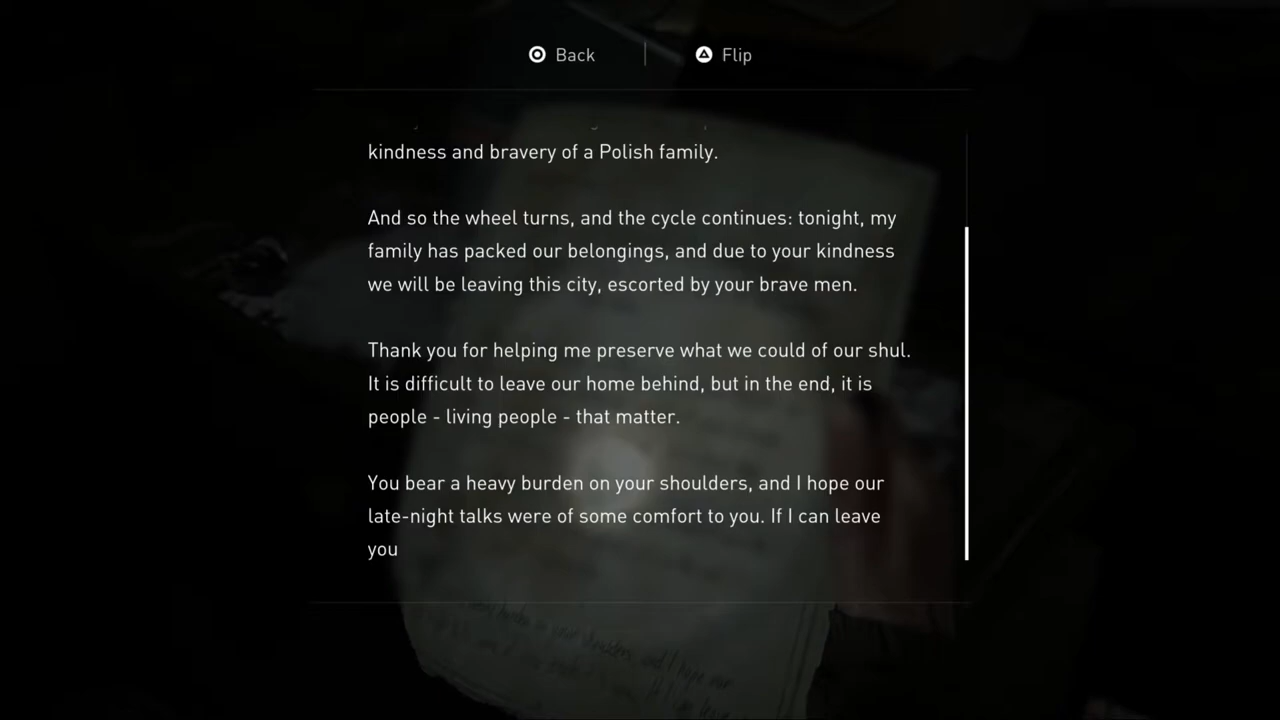 Back
Flip
kindness and bravery of a Polish family.
And so the wheel turns, and the cycle continues: tonight, my
family has packed our belongings, and due to your kindness
we will be leaving this city, escorted by your brave men.
Thank you for helping me preserve what we could of our shul.
It is difficult to leave our home behind, but in the end, it is
people - living people - that matter.
You bear a heavy burden on your shoulders, and I hope our
late-night talks were of some comfort to you. If I can leave
you